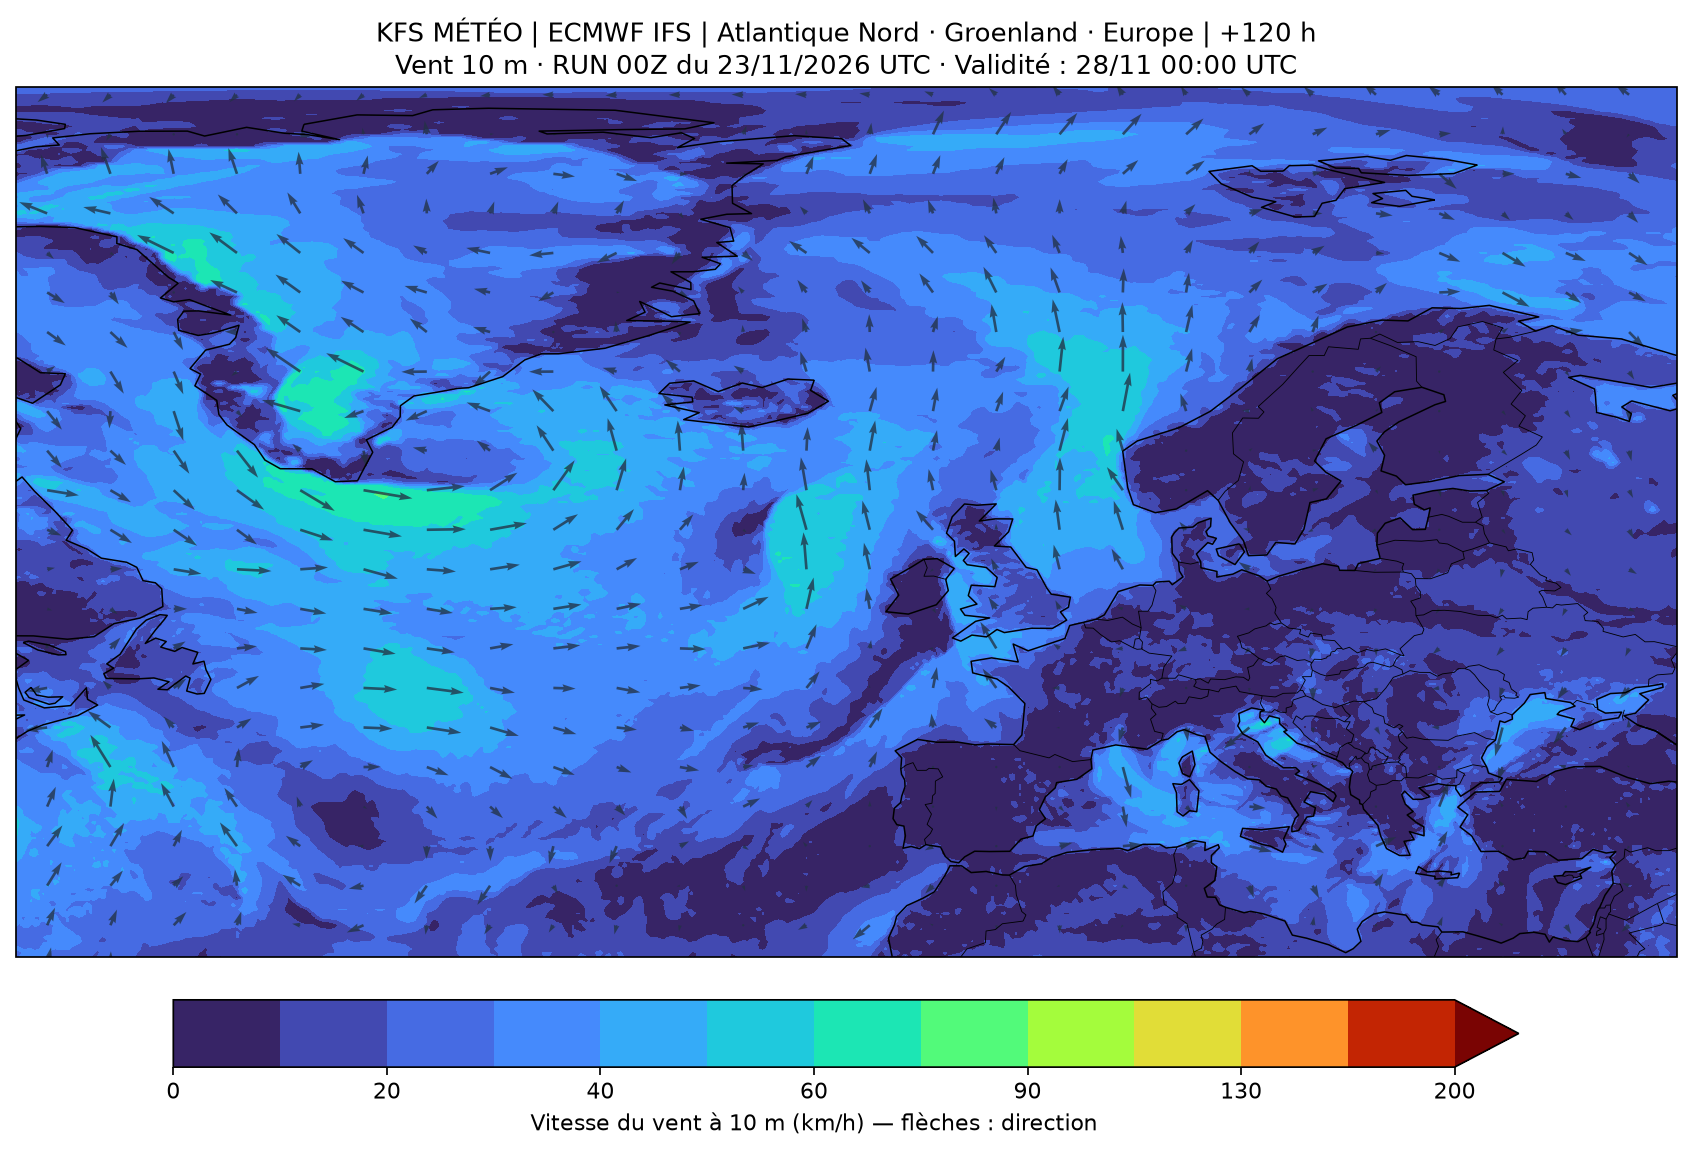 KFS MÉTÉO | ECMWF IFS | Atlantique Nord · Groenland · Europe | +120 h
Vent 10 m · RUN 00Z du 23/11/2026 UTC · Validité : 28/11 00:00 UTC
0 20 40 60 90 130 200
Vitesse du vent à 10 m (km/h) — flèches : direction